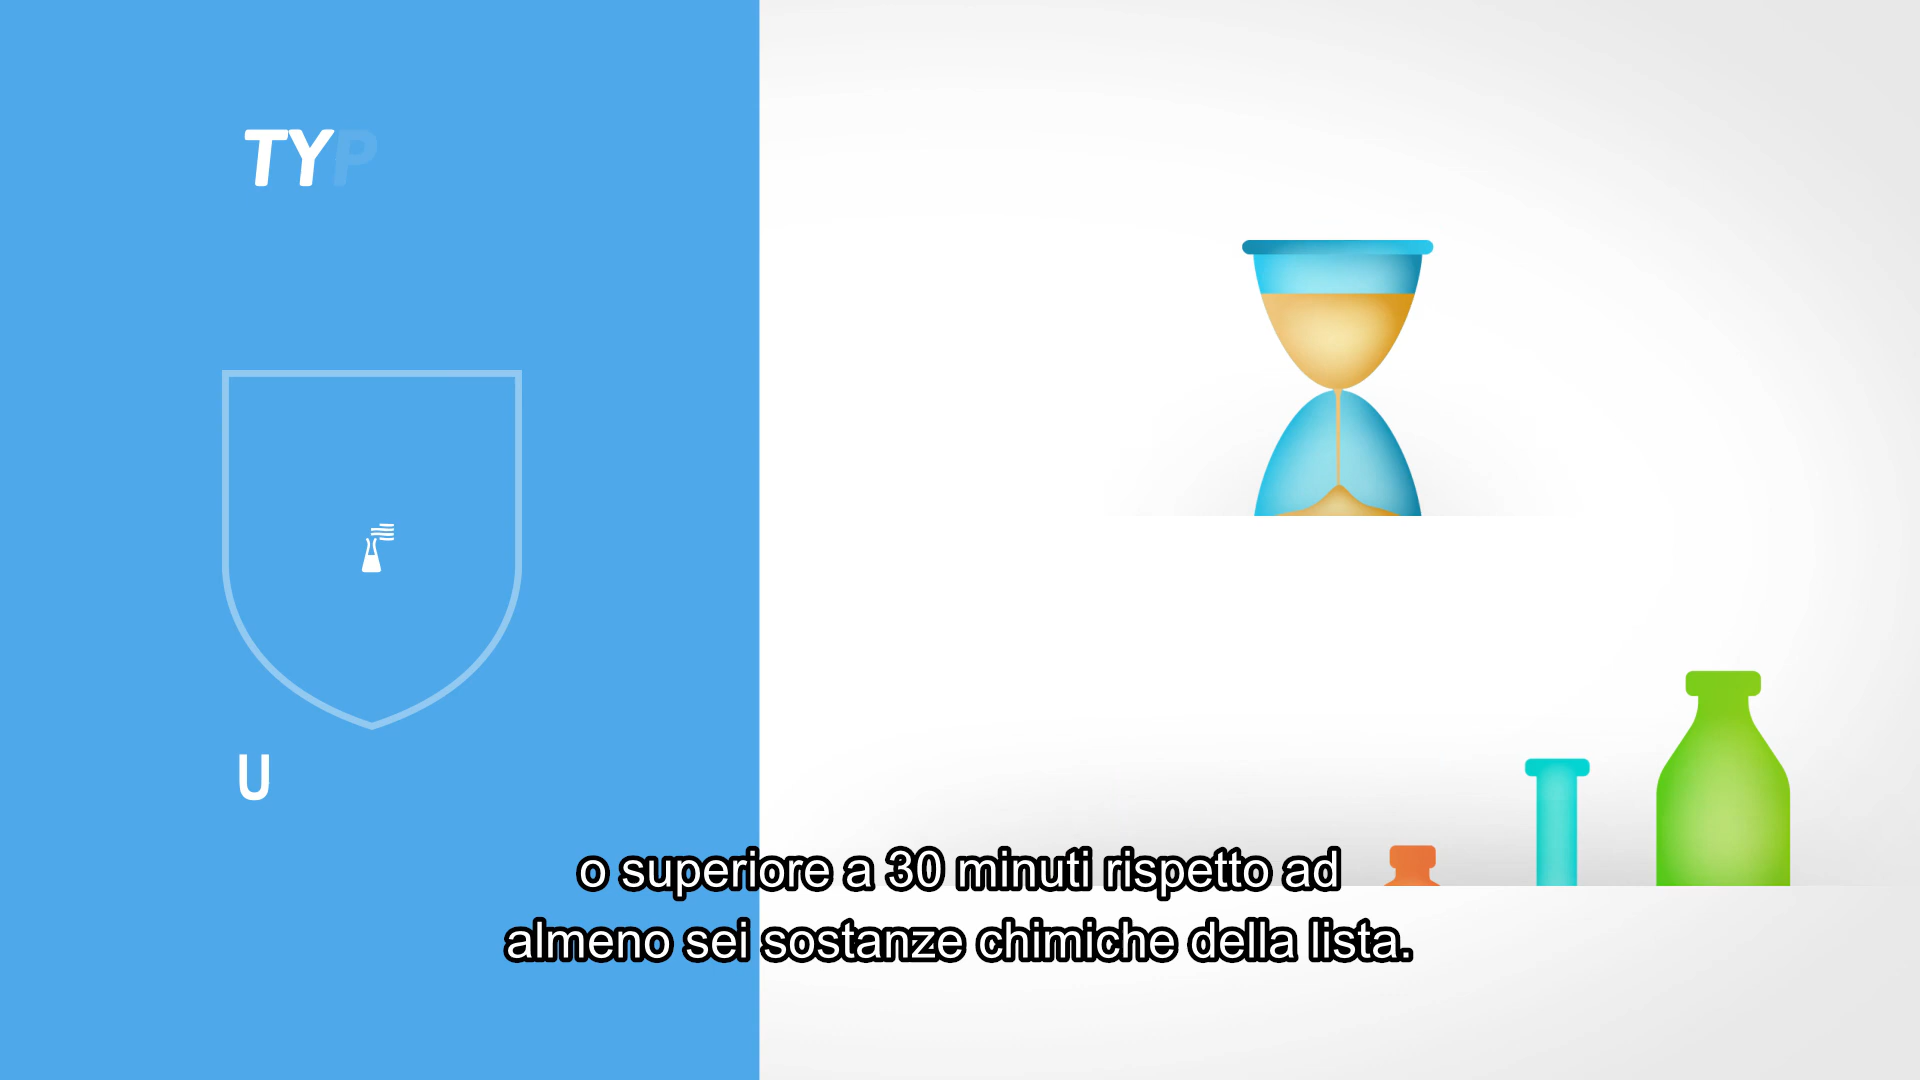 TYP
U
o superiore a 30 minuti rispetto ad
almeno sei sostanze chimiche della lista.